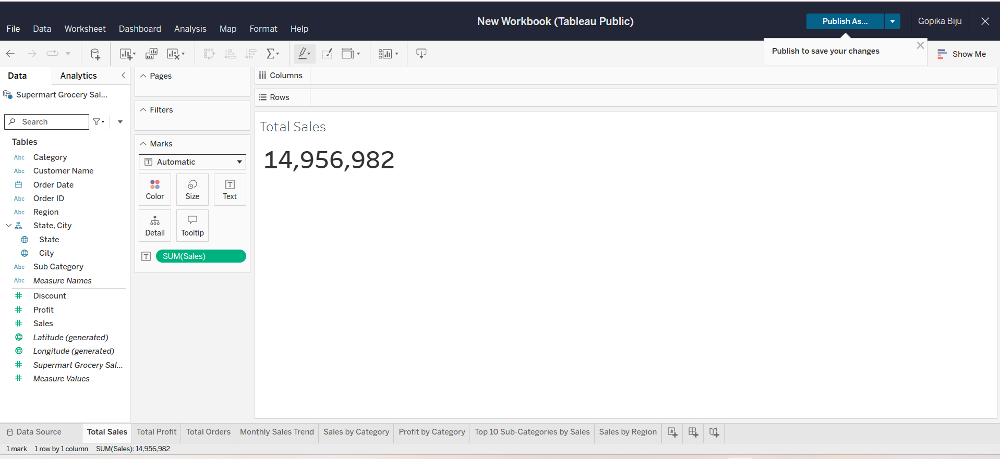 New Workbook (Tableau Public)
Publish As...
Gopika Biju
File Data Worksheet Dashboard Analysis Map Format Help
Publish to save your changes
Show Me
Data Analytics
Supermart Grocery Sal...
Search
Tables
Abc Category
Abc Customer Name
Order Date
Abc Order ID
Abc Region
State, City
State
City
Abc Sub Category
Abc Measure Names
Discount
Profit
Sales
Latitude (generated)
Longitude (generated)
Supermart Grocery Sal...
Measure Values
Pages
Filters
Marks
T Automatic
Color Size T Text
Detail Tooltip
T SUM(Sales)
Columns
Rows
Total Sales
14,956,982
Data Source Total Sales Total Profit Total Orders Monthly Sales Trend Sales by Category Profit by Category Top 10 Sub-Categories by Sales Sales by Region
1 mark 1 row by 1 column SUM(Sales): 14,956,982